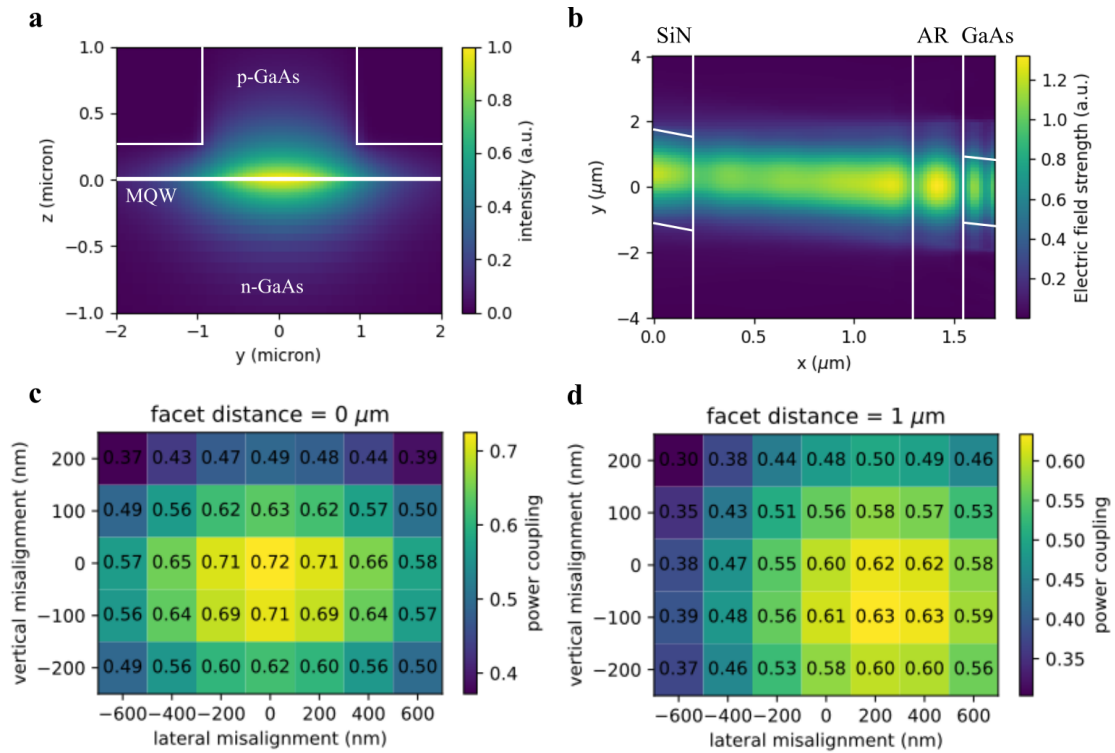 a
1.0
0.5
0.0
−0.5
−1.0
z (micron)
p-GaAs
MQW
n-GaAs
−2
−1
0
1
2
y (micron)
1.0
0.8
0.6
0.4
0.2
0.0
intensity (a.u.)
b
SiN
AR
GaAs
4
2
0
−2
−4
y (μm)
0.0
0.5
1.0
1.5
x (μm)
1.2
1.0
0.8
0.6
0.4
0.2
Electric field strength (a.u.)
c
facet distance = 0 μm
vertical misalignment (nm)
200 0.37 0.43 0.47 0.49 0.48 0.44 0.39
100 0.49 0.56 0.62 0.63 0.62 0.57 0.50
0 0.57 0.65 0.71 0.72 0.71 0.66 0.58
−100 0.56 0.64 0.69 0.71 0.69 0.64 0.57
−200 0.49 0.56 0.60 0.62 0.60 0.56 0.50
−600 −400 −200 0 200 400 600
lateral misalignment (nm)
0.7
0.6
0.5
0.4
power coupling
d
facet distance = 1 μm
vertical misalignment (nm)
200 0.30 0.38 0.44 0.48 0.50 0.49 0.46
100 0.35 0.43 0.51 0.56 0.58 0.57 0.53
0 0.38 0.47 0.55 0.60 0.62 0.62 0.58
−100 0.39 0.48 0.56 0.61 0.63 0.63 0.59
−200 0.37 0.46 0.53 0.58 0.60 0.60 0.56
−600 −400 −200 0 200 400 600
lateral misalignment (nm)
0.60
0.55
0.50
0.45
0.40
0.35
power coupling